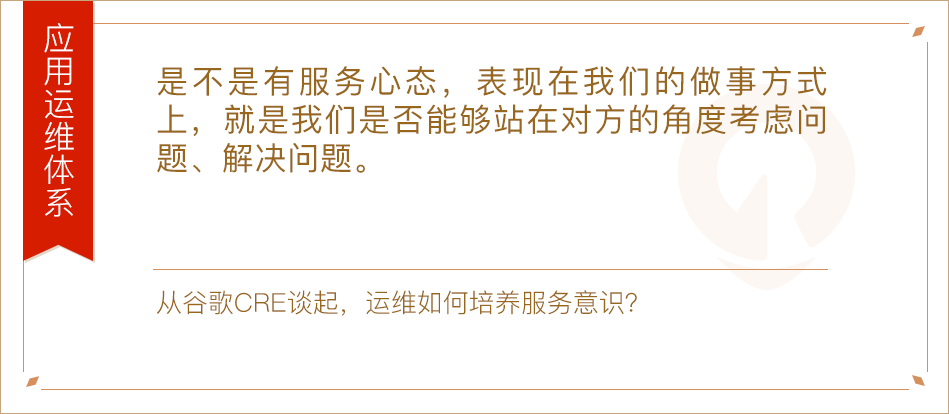 应用运维体系
是不是有服务心态，表现在我们的做事方式
上，就是我们是否能够站在对方的角度考虑问
题、解决问题。
从谷歌CRE谈起，运维如何培养服务意识？